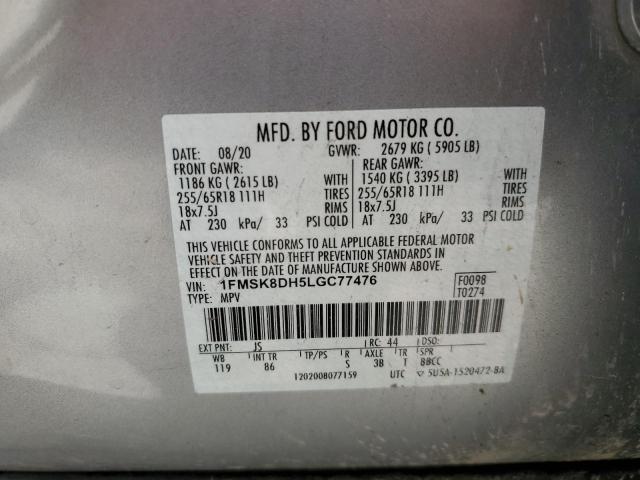 MFD. BY FORD MOTOR CO.
DATE: 08/20 GVWR: 2679 KG ( 5905 LB)
FRONT GAWR: REAR GAWR:
1186 KG ( 2615 LB) WITH 1540 KG ( 3395 LB) WITH
255/65R18 111H TIRES 255/65R18 111H TIRES
18x7.5J RIMS 18x7.5J RIMS
AT 230 kPa/ 33 PSI COLD AT 230 kPa/ 33 PSI COLD
THIS VEHICLE CONFORMS TO ALL APPLICABLE FEDERAL MOTOR
VEHICLE SAFETY AND THEFT PREVENTION STANDARDS IN
EFFECT ON THE DATE OF MANUFACTURE SHOWN ABOVE.
VIN: 1FMSK8DH5LGC77476 F0098
TYPE: MPV T0274
EXT PNT: JS RC: 44 DSO:
WB INT TR TP/PS R AXLE TR SPR
119 86 S 3B T BBCC
1202008077159 UTC 5U5A-1520472-BA